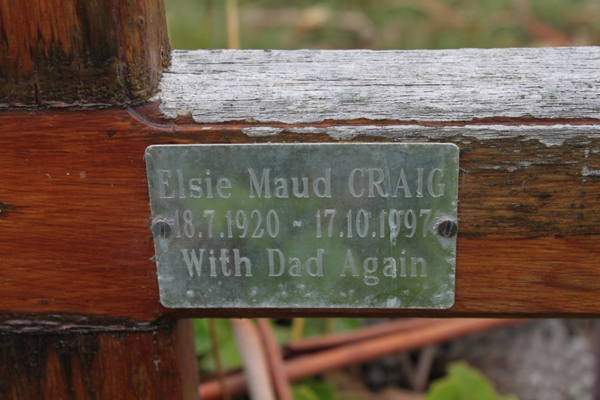 Elsie Maud CRAIG
18.7.1920 ~ 17.10.1997
With Dad Again